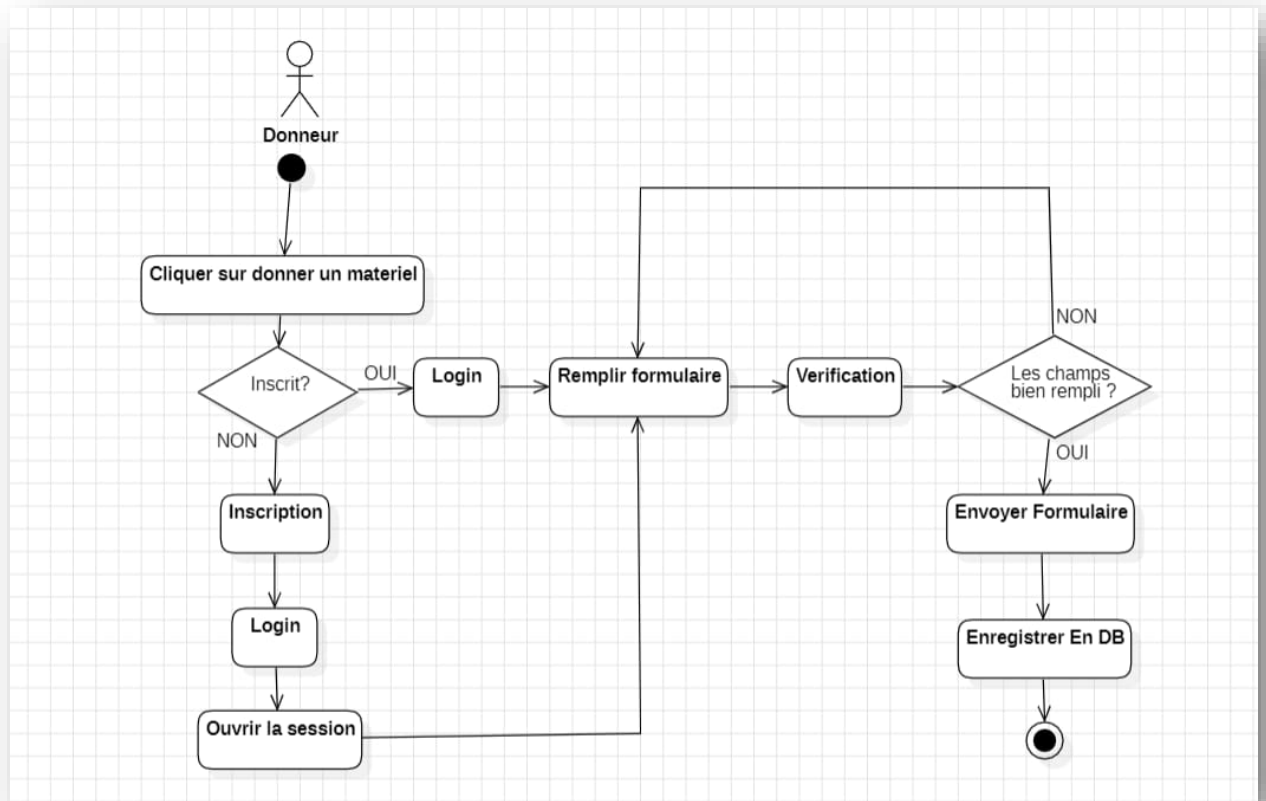 Donneur
Cliquer sur donner un materiel
NON
Inscrit?
OUI
Login
Remplir formulaire
Verification
Les champs
bien rempli ?
NON
OUI
Inscription
Envoyer Formulaire
Login
Enregistrer En DB
Ouvrir la session